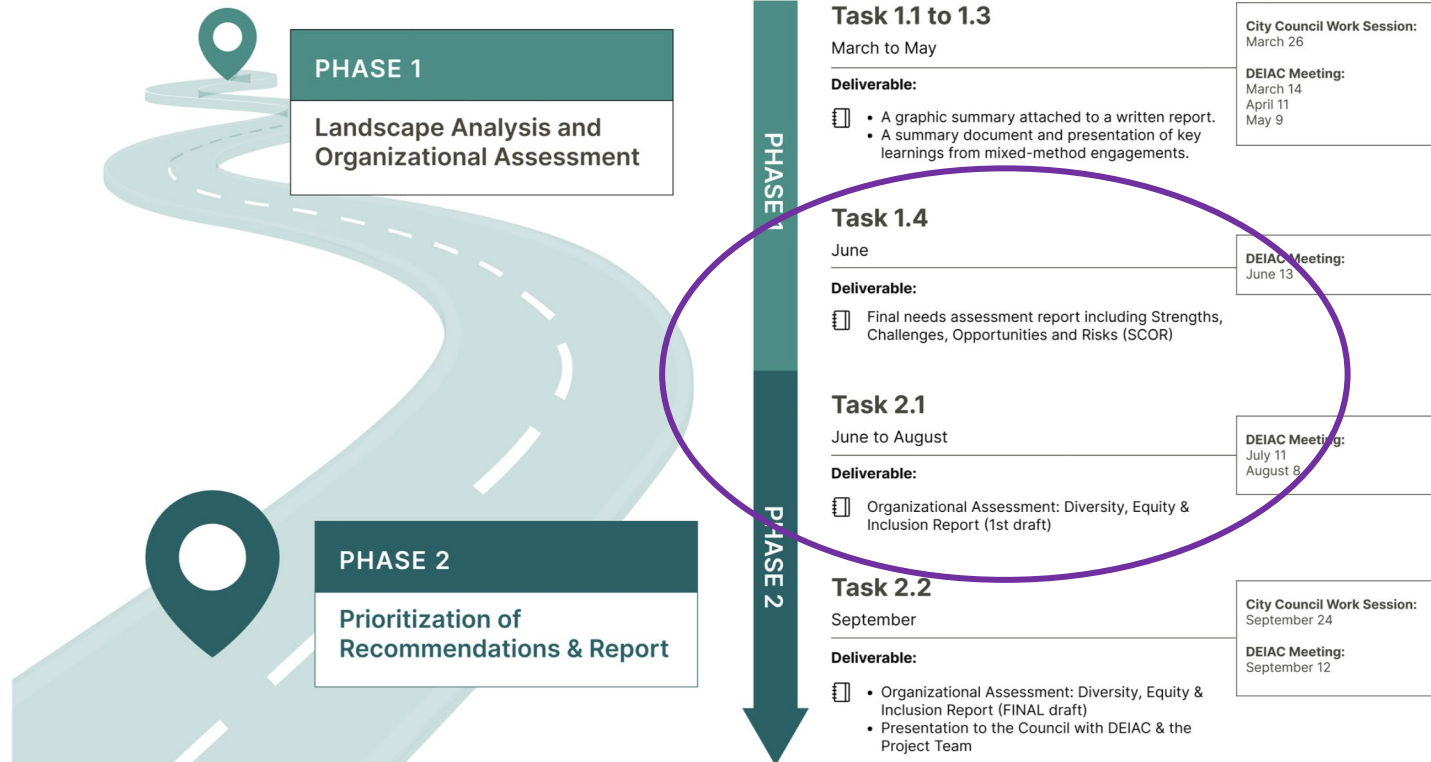 PHASE 1
Landscape Analysis and
Organizational Assessment
PHASE 2
Prioritization of
Recommendations & Report
PHASE 1
PHASE 2
Task 1.1 to 1.3
March to May
Deliverable:
• A graphic summary attached to a written report.
• A summary document and presentation of key
learnings from mixed-method engagements.
City Council Work Session:
March 26
DEIAC Meeting:
March 14
April 11
May 9
Task 1.4
June
Deliverable:
Final needs assessment report including Strengths,
Challenges, Opportunities and Risks (SCOR)
DEIAC Meeting:
June 13
Task 2.1
June to August
Deliverable:
Organizational Assessment: Diversity, Equity &
Inclusion Report (1st draft)
DEIAC Meeting:
July 11
August 8
Task 2.2
September
Deliverable:
• Organizational Assessment: Diversity, Equity &
Inclusion Report (FINAL draft)
• Presentation to the Council with DEIAC & the
Project Team
City Council Work Session:
September 24
DEIAC Meeting:
September 12